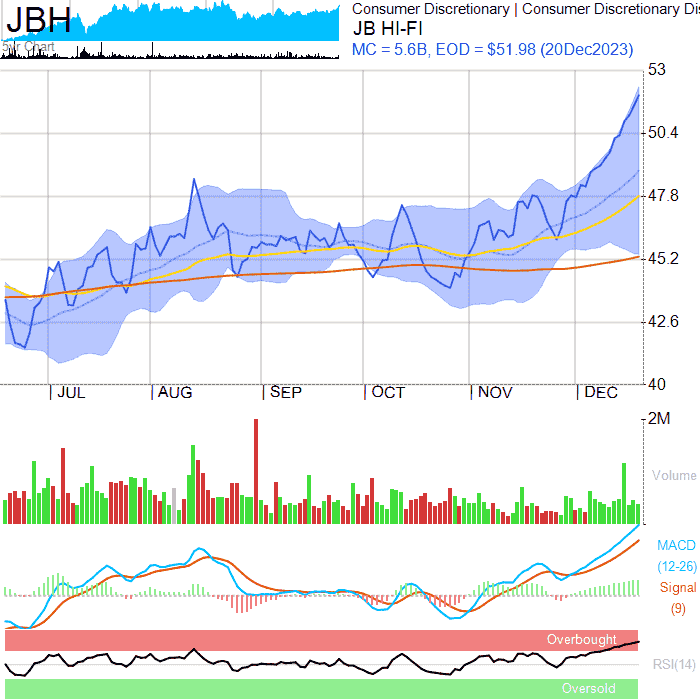 JBH
5yr Chart
Consumer Discretionary | Consumer Discretionary Dis
JB HI-FI
MC = 5.6B, EOD = $51.98 (20Dec2023)
53
50.4
47.8
45.2
42.6
40
JUL AUG SEP OCT NOV DEC
2M
Volume
MACD
(12-26)
Signal
(9)
Overbought
RSI(14)
Oversold